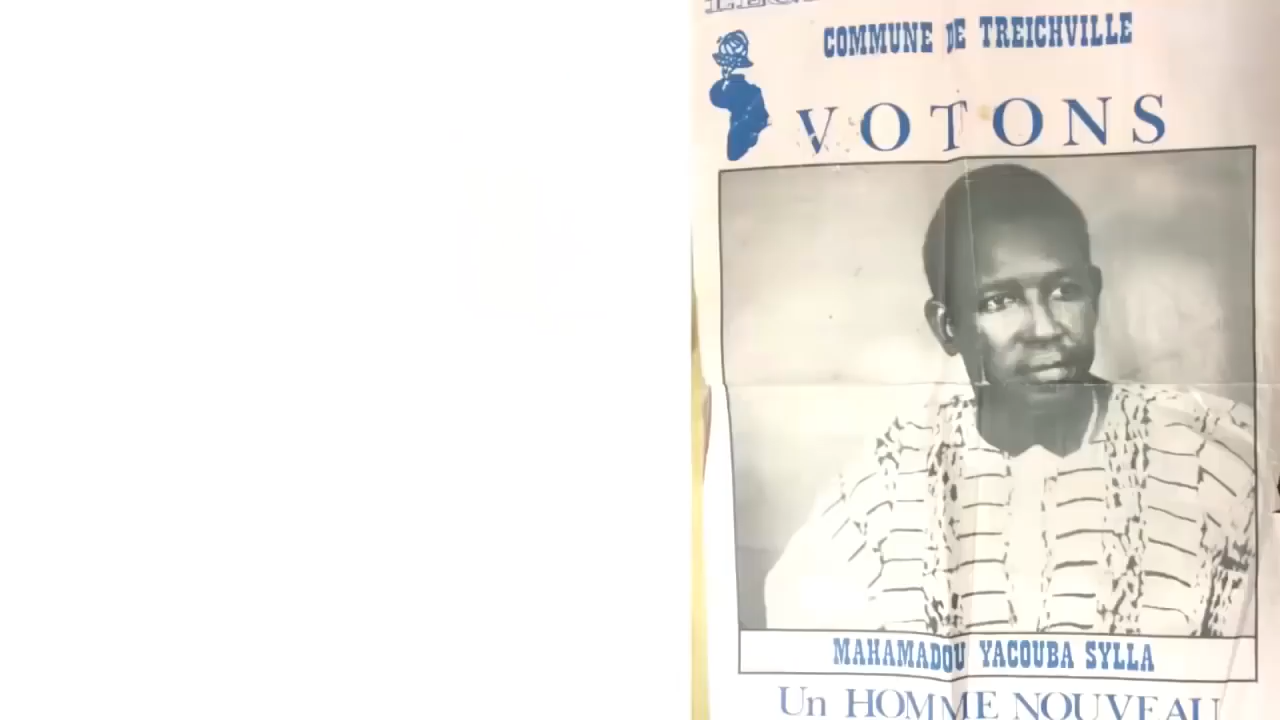 COMMUNE DE TREICHVILLE
VOTONS
MAHAMADOU YACOUBA SYLLA
Un HOMME NOUVEAU